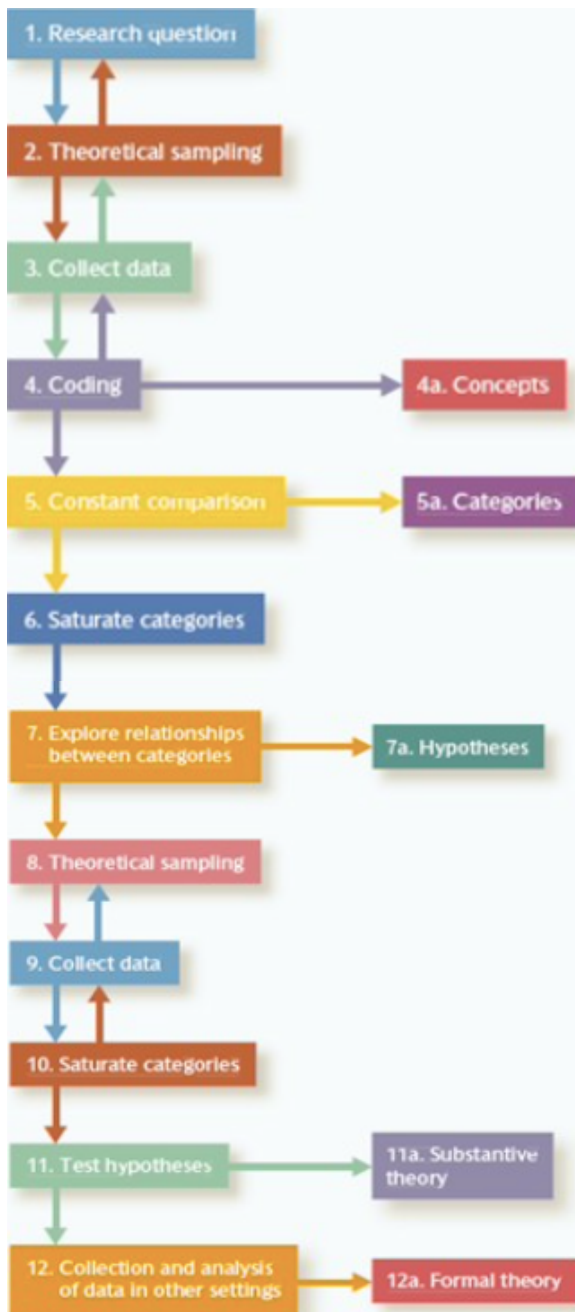 1. Research question
2. Theoretical sampling
3. Collect data
4. Coding
4a. Concepts
5. Constant comparison
5a. Categories
6. Saturate categories
7. Explore relationships
between categories
7a. Hypotheses
8. Theoretical sampling
9. Collect data
10. Saturate categories
11. Test hypotheses
11a. Substantive
theory
12. Collection and analysis
of data in other settings
12a. Formal theory